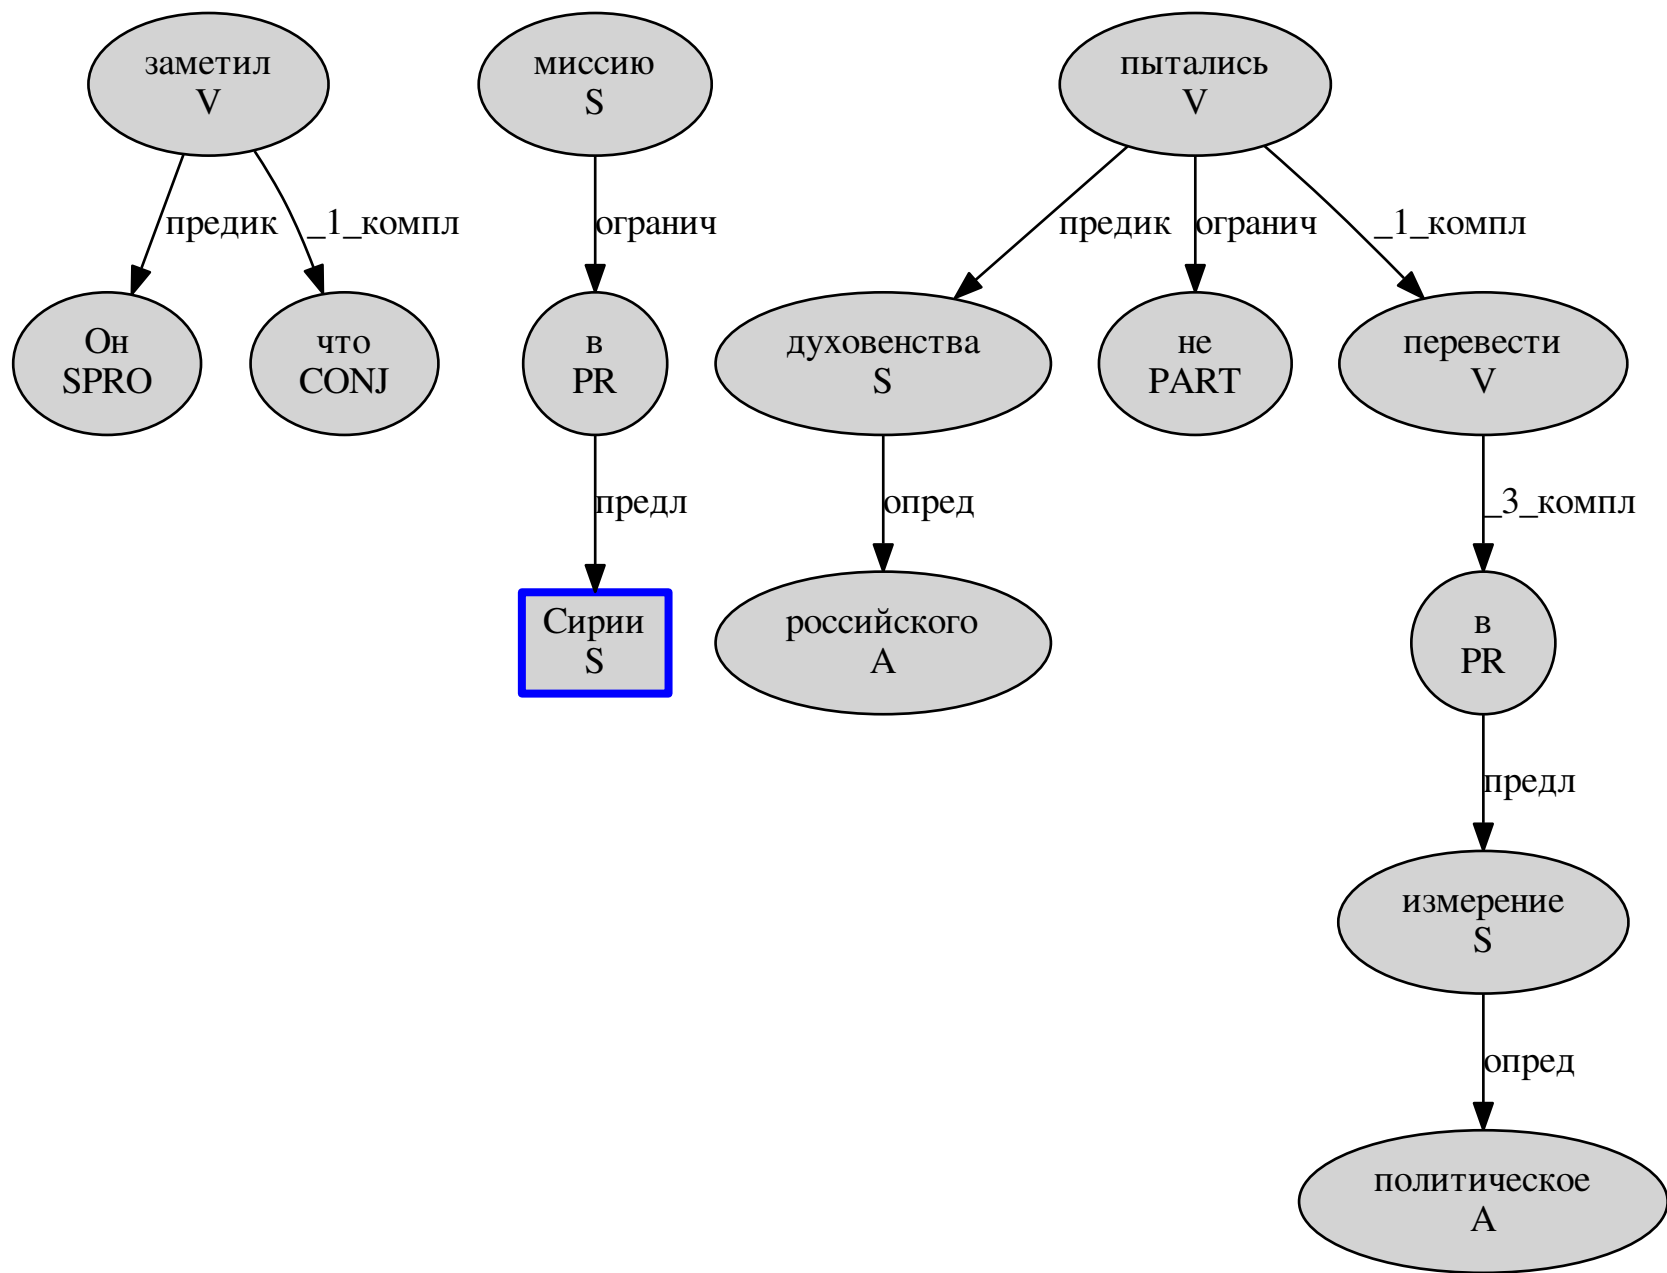 заметил
V
миссию
S
пытались
V
предик
_1_компл
огранич
предик
огранич
_1_компл
Он
SPRO
что
CONJ
в
PR
духовенства
S
не
PART
перевести
V
предл
опред
_3_компл
Сирии
S
российского
A
в
PR
предл
измерение
S
опред
политическое
A